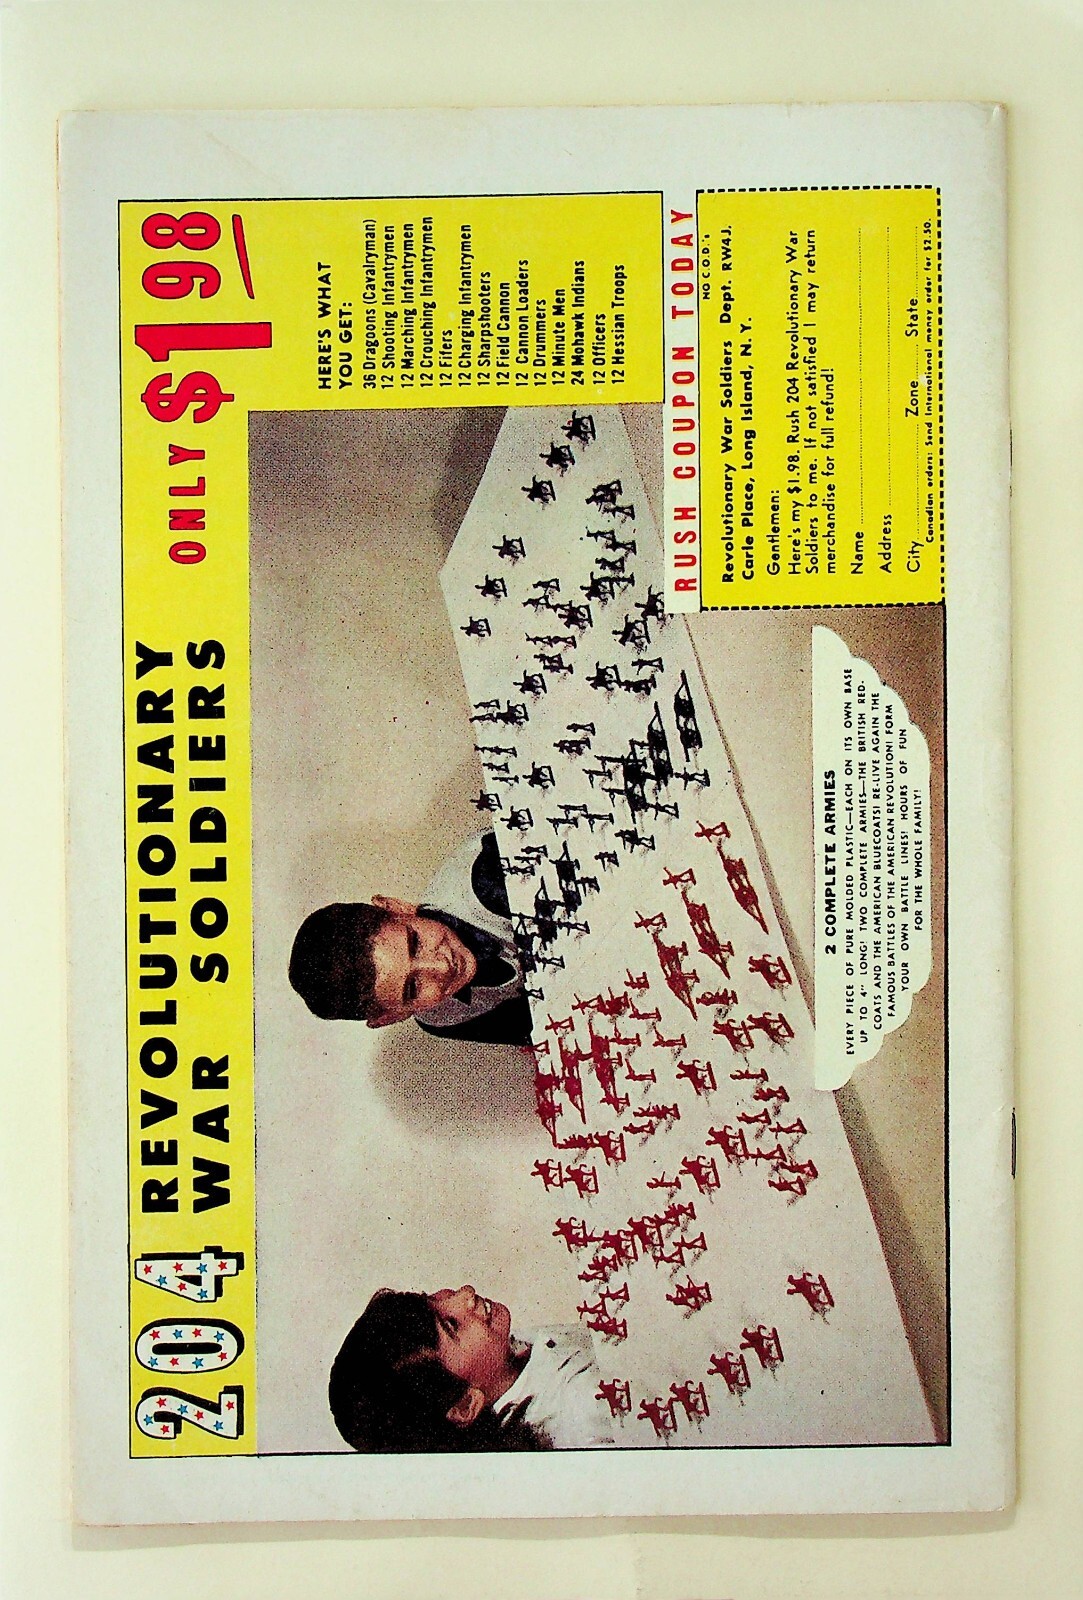 204 REVOLUTIONARY
WAR SOLDIERS
ONLY $1 98
HERE'S WHAT
YOU GET:
36 Dragoons (Cavalryman)
12 Shooting Infantrymen
12 Marching Infantrymen
12 Crouching Infantrymen
12 Fifers
12 Charging Infantrymen
12 Sharpshooters
12 Field Cannon
12 Cannon Loaders
12 Drummers
12 Minute Men
24 Mohawk Indians
12 Officers
12 Hessian Troops
2 COMPLETE ARMIES
EVERY PIECE OF PURE MOLDED PLASTIC—EACH ON ITS OWN BASE
UP TO 4" LONG! TWO COMPLETE ARMIES—THE BRITISH RED-
COATS AND THE AMERICAN BLUECOATS! RE-LIVE AGAIN THE
FAMOUS BATTLES OF THE AMERICAN REVOLUTION! FORM
YOUR OWN BATTLE LINES! HOURS OF FUN
FOR THE WHOLE FAMILY!
RUSH COUPON TODAY
NO C.O.D.'s
Revolutionary War Soldiers Dept. RW4J.
Carle Place, Long Island, N. Y.
Gentlemen:
Here's my $1.98. Rush 204 Revolutionary War
Soldiers to me. If not satisfied I may return
merchandise for full refund!
Name
Address
City Zone State
Canadian orders: Send International money order for $2.50.